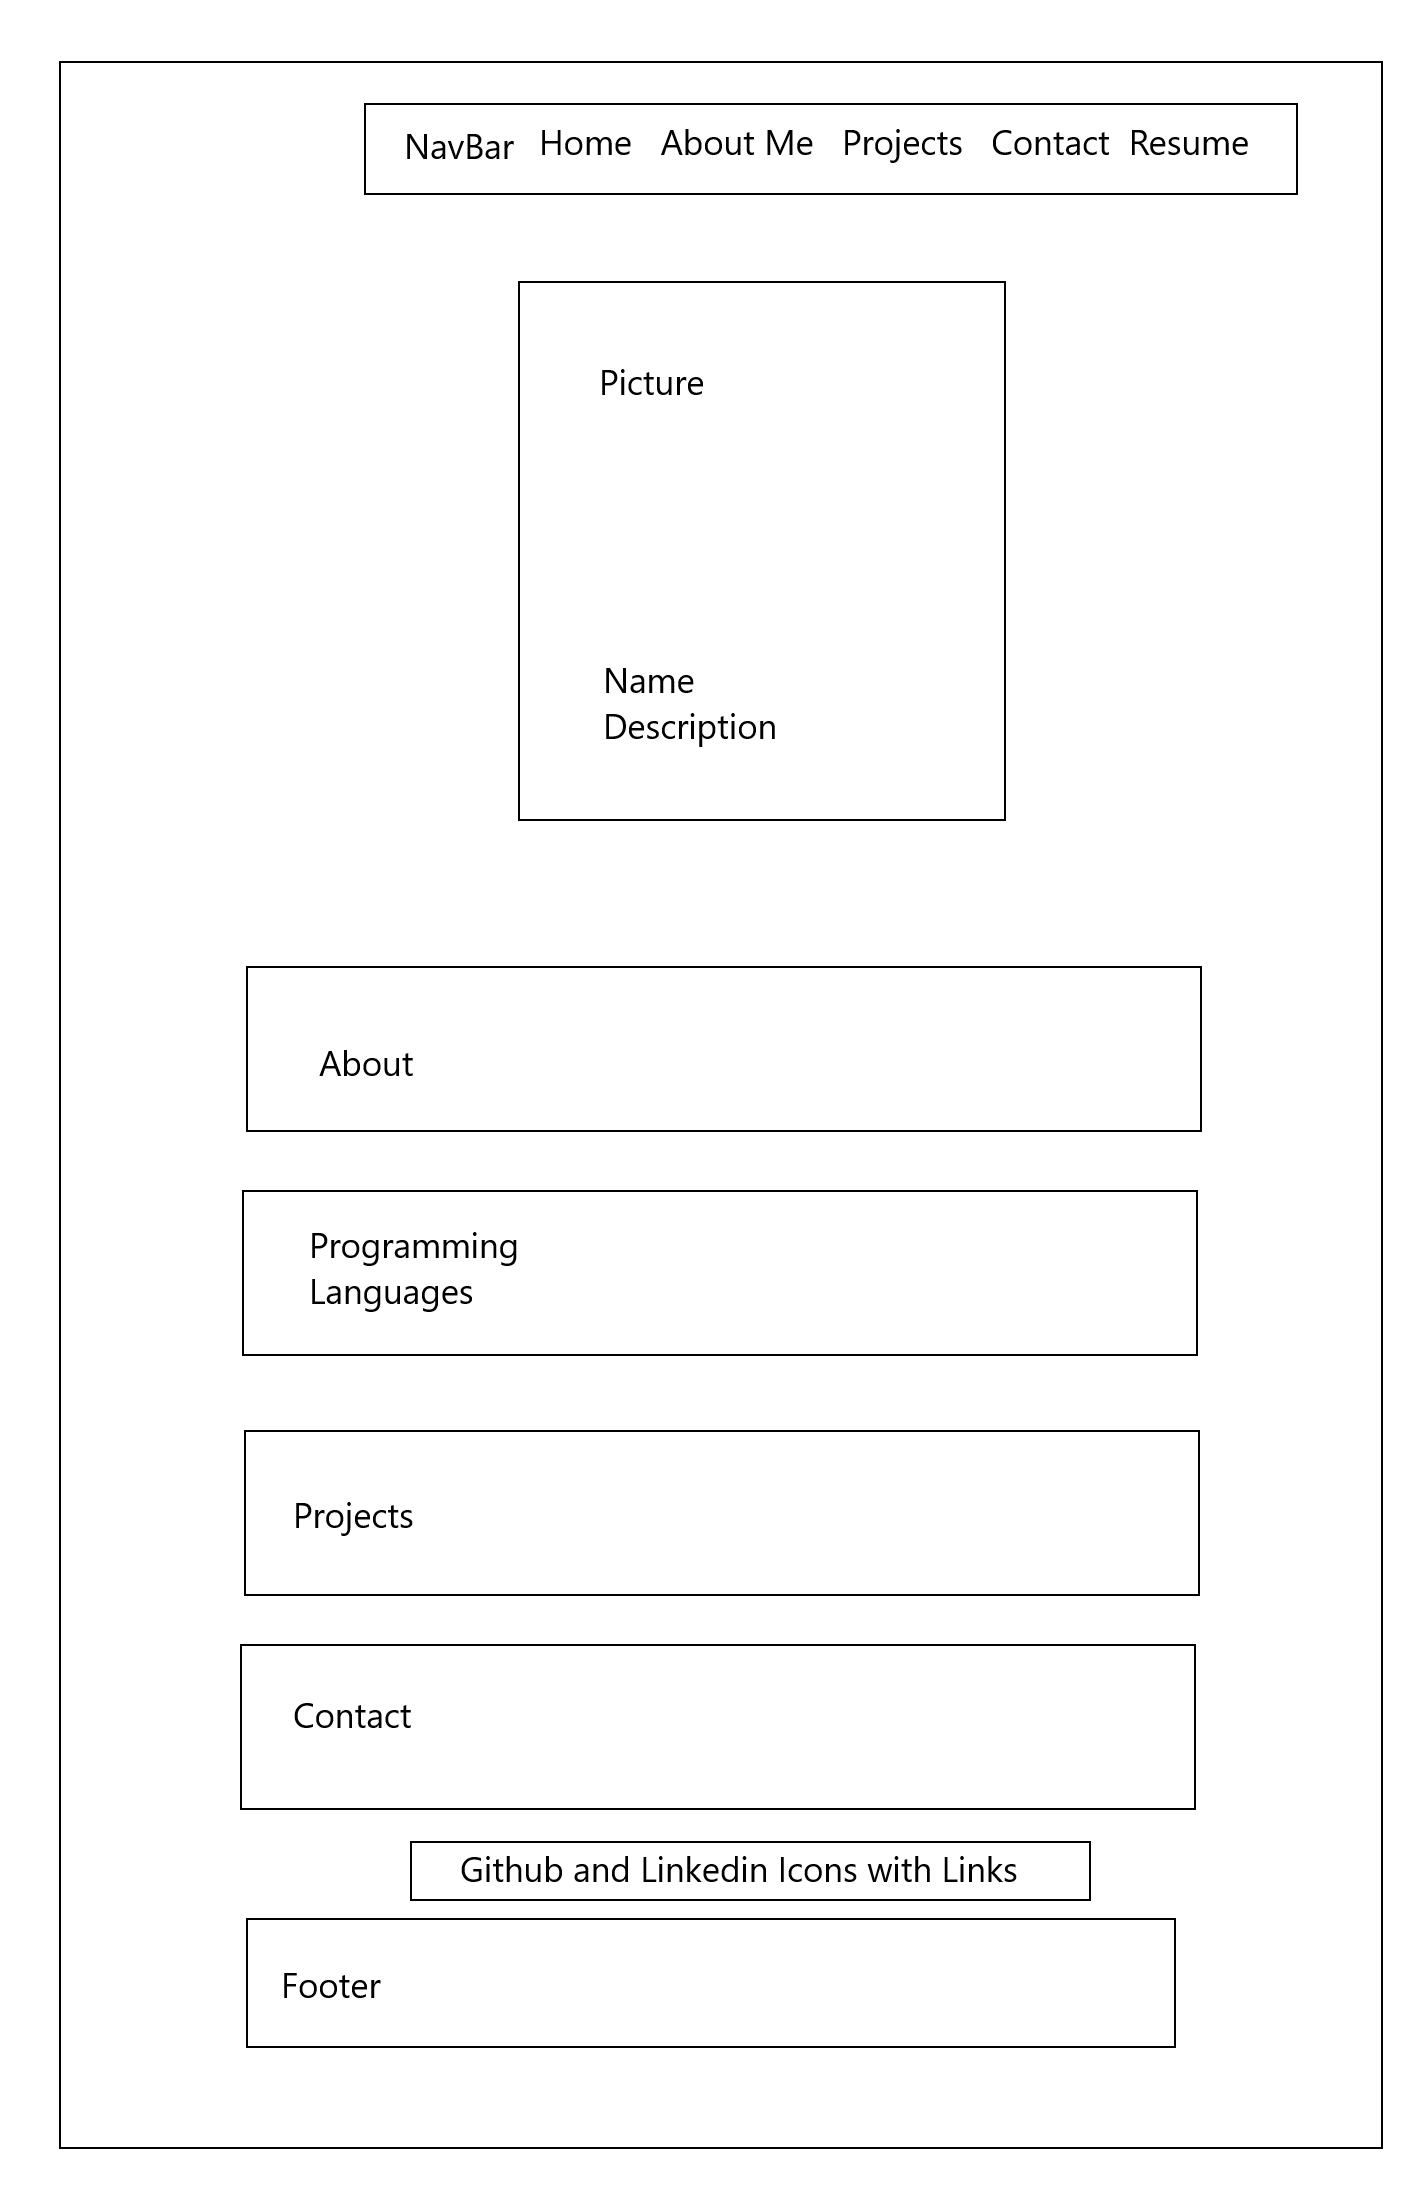 NavBar Home About Me Projects Contact Resume
Picture
Name
Description
About
Programming
Languages
Projects
Contact
Github and Linkedin Icons with Links
Footer